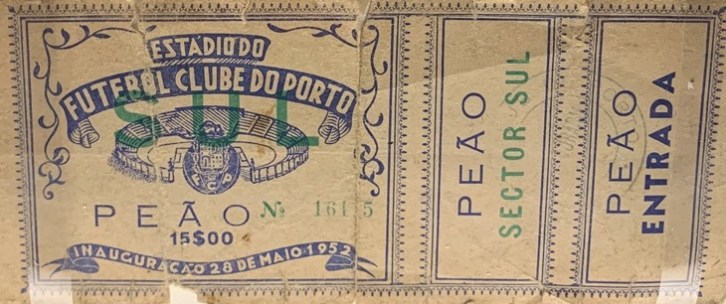 ESTÁDIO DO
FUTEBOL CLUBE DO PORTO
SUL
F.C.P.
PEÃO Nº
15$00
INAUGURAÇÃO 28 DE MAIO 1952
PEÃO
SECTOR SUL
PEÃO
ENTRADA